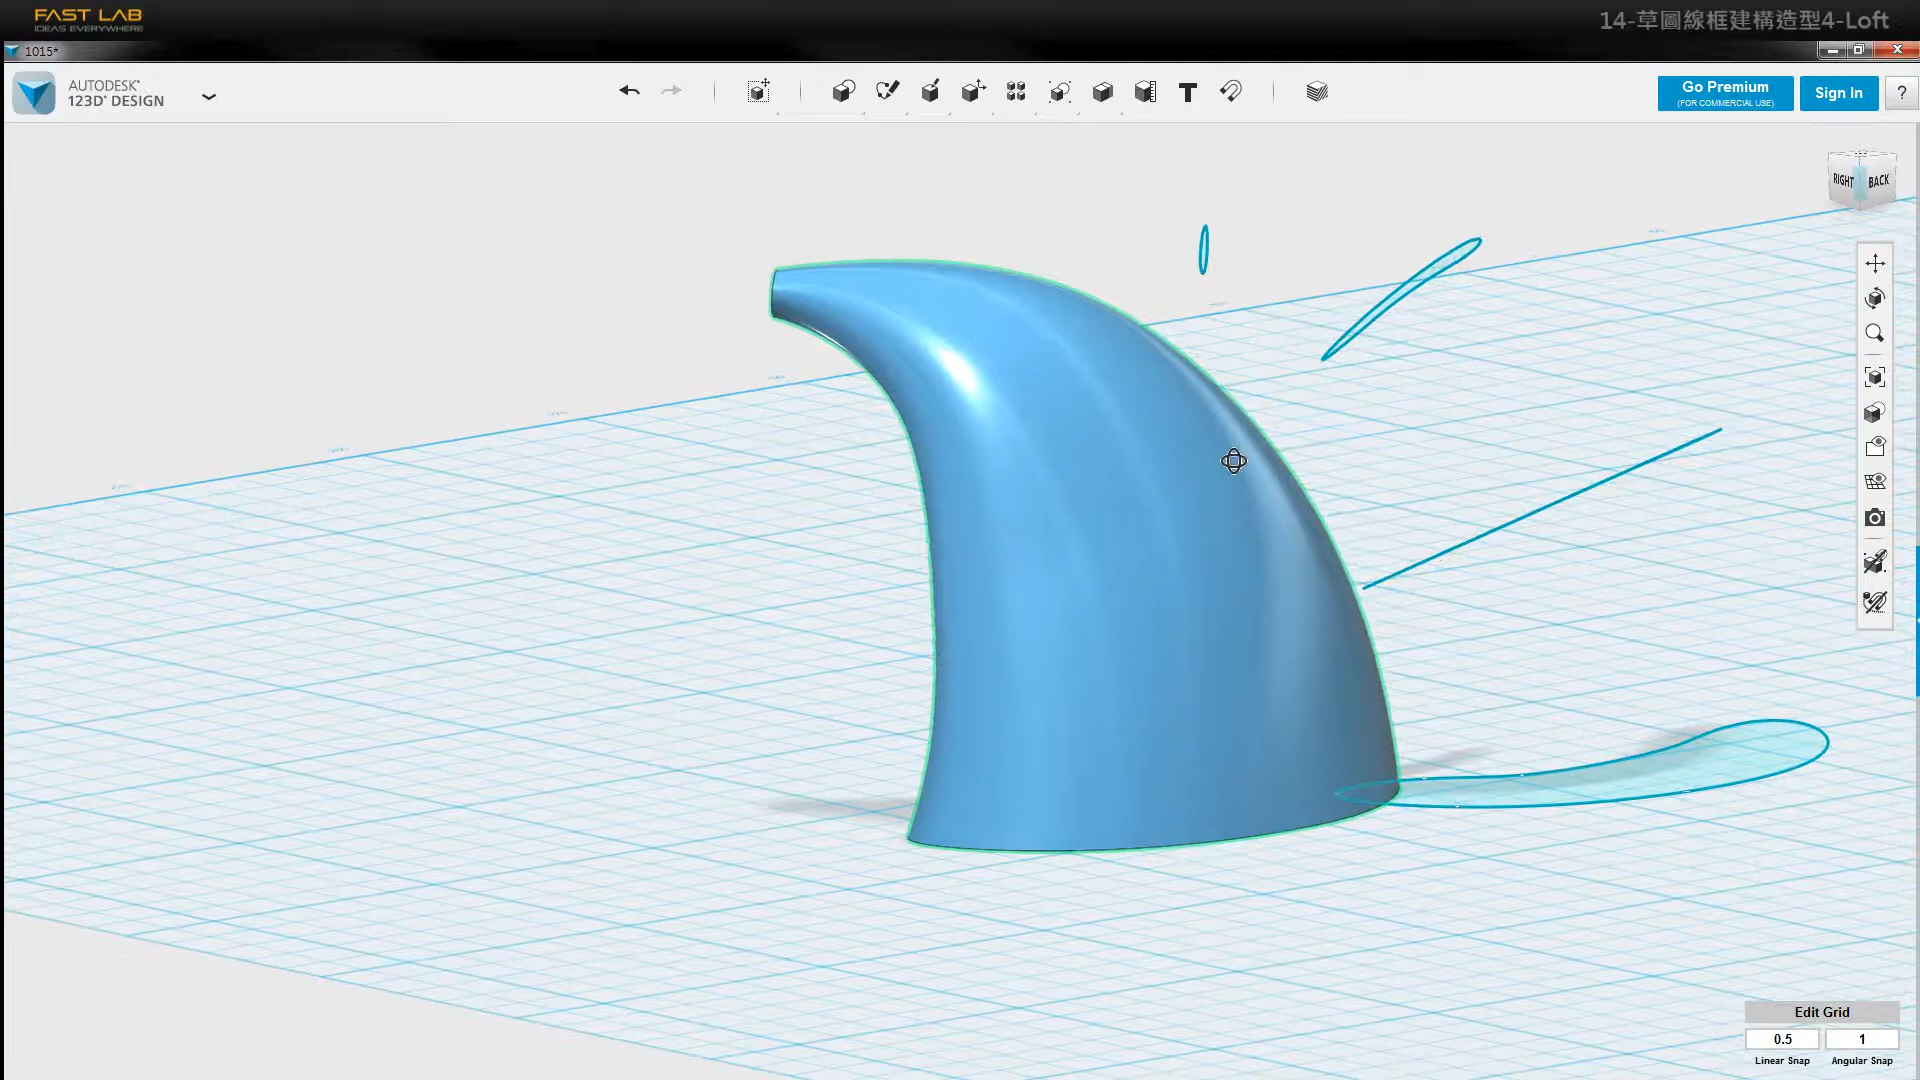 FAST LAB
IDEAS EVERYWHERE
14-草圖線框建構造型4-Loft
1015*
AUTODESK®
123D® DESIGN
T
Go Premium
(FOR COMMERCIAL USE)
Sign In
?
RIGHT
BACK
Edit Grid
0.5
1
Linear Snap
Angular Snap